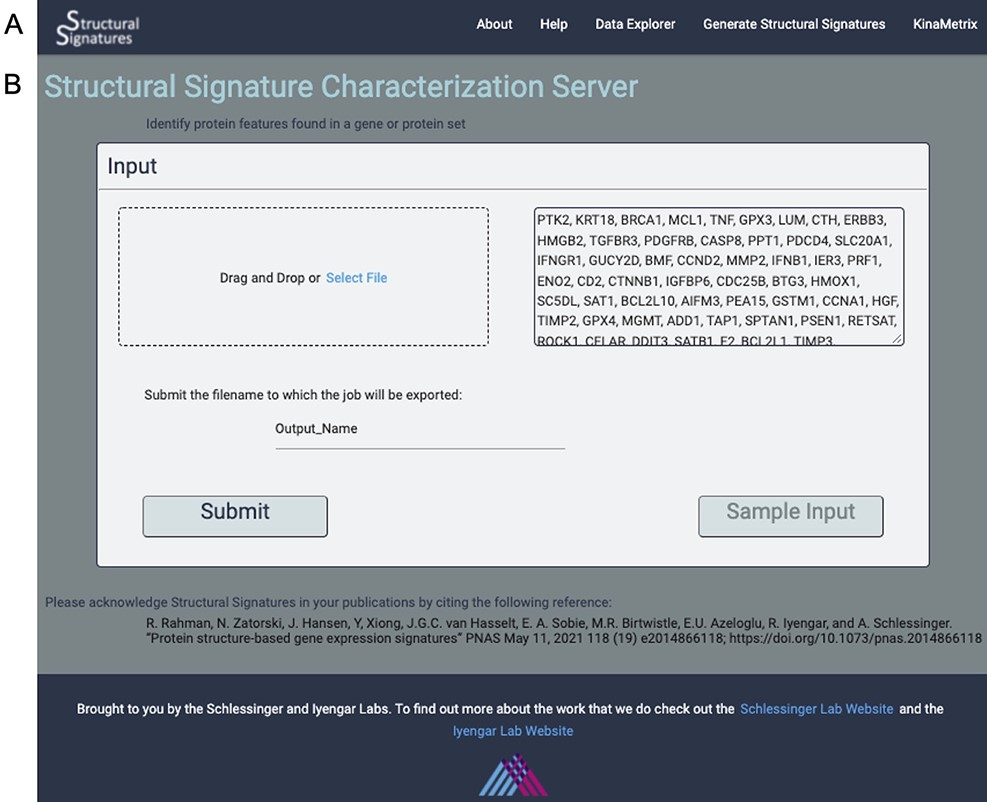 A
Structural
Signatures
About Help Data Explorer Generate Structural Signatures KinaMetrix
B
Structural Signature Characterization Server
Identify protein features found in a gene or protein set
Input
Drag and Drop or Select File
PTK2, KRT18, BRCA1, MCL1, TNF, GPX3, LUM, CTH, ERBB3,
HMGB2, TGFBR3, PDGFRB, CASP8, PPT1, PDCD4, SLC20A1,
IFNGR1, GUCY2D, BMF, CCND2, MMP2, IFNB1, IER3, PRF1,
ENO2, CD2, CTNNB1, IGFBP6, CDC25B, BTG3, HMOX1,
SC5DL, SAT1, BCL2L10, AIFM3, PEA15, GSTM1, CCNA1, HGF,
TIMP2, GPX4, MGMT, ADD1, TAP1, SPTAN1, PSEN1, RETSAT,
ROCK1, CFLAR, DDIT3, SATB1, F2, BCL2L1, TIMP3,
Submit the filename to which the job will be exported:
Output_Name
Submit
Sample Input
Please acknowledge Structural Signatures in your publications by citing the following reference:
R. Rahman, N. Zatorski, J. Hansen, Y, Xiong, J.G.C. van Hasselt, E. A. Sobie, M.R. Birtwistle, E.U. Azeloglu, R. Iyengar, and A. Schlessinger.
“Protein structure-based gene expression signatures” PNAS May 11, 2021 118 (19) e2014866118; https://doi.org/10.1073/pnas.2014866118
Brought to you by the Schlessinger and Iyengar Labs. To find out more about the work that we do check out the Schlessinger Lab Website and the
Iyengar Lab Website